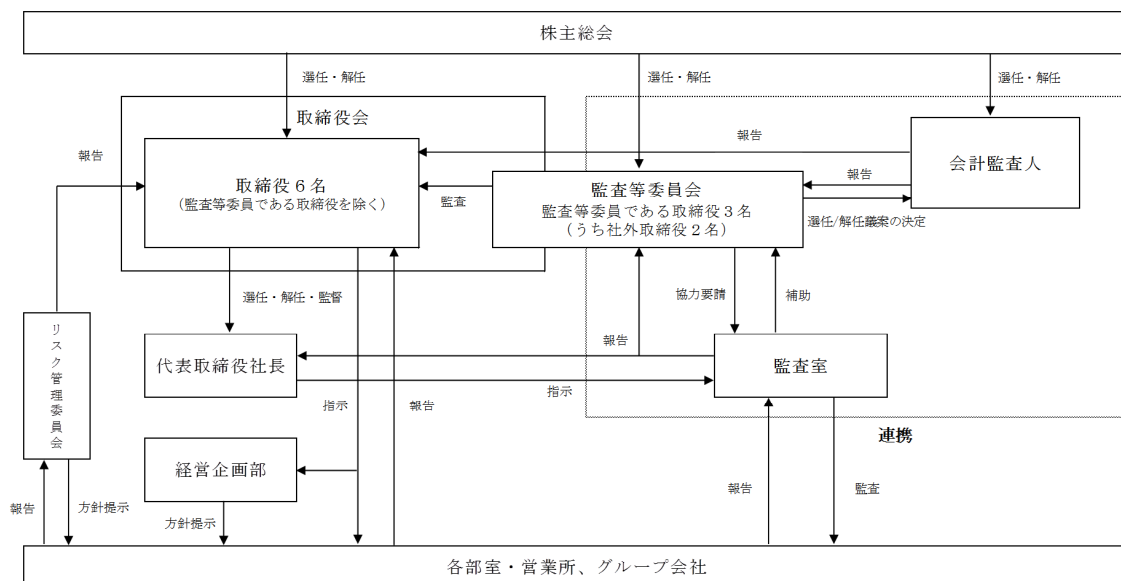 株主総会
選任・解任
選任・解任
選任・解任
取締役会
報告
報告
会計監査人
取締役6名
（監査等委員である取締役を除く）
監査
監査等委員会
監査等委員である取締役3名
（うち社外取締役2名）
報告
選任/解任議案の決定
選任・解任・監督
協力要請
補助
リスク管理委員会
代表取締役社長
報告
監査室
指示
報告
指示
連携
経営企画部
報告
方針提示
方針提示
報告
監査
各部室・営業所、グループ会社